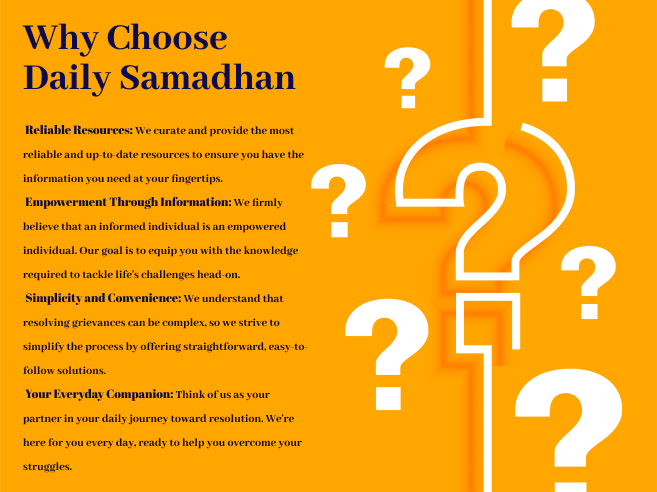 Why Choose
Daily Samadhan
Reliable Resources: We curate and provide the most
reliable and up-to-date resources to ensure you have the
information you need at your fingertips.
Empowerment Through Information: We firmly
believe that an informed individual is an empowered
individual. Our goal is to equip you with the knowledge
required to tackle life's challenges head-on.
Simplicity and Convenience: We understand that
resolving grievances can be complex, so we strive to
simplify the process by offering straightforward, easy-to-
follow solutions.
Your Everyday Companion: Think of us as your
partner in your daily journey toward resolution. We're
here for you every day, ready to help you overcome your
struggles.